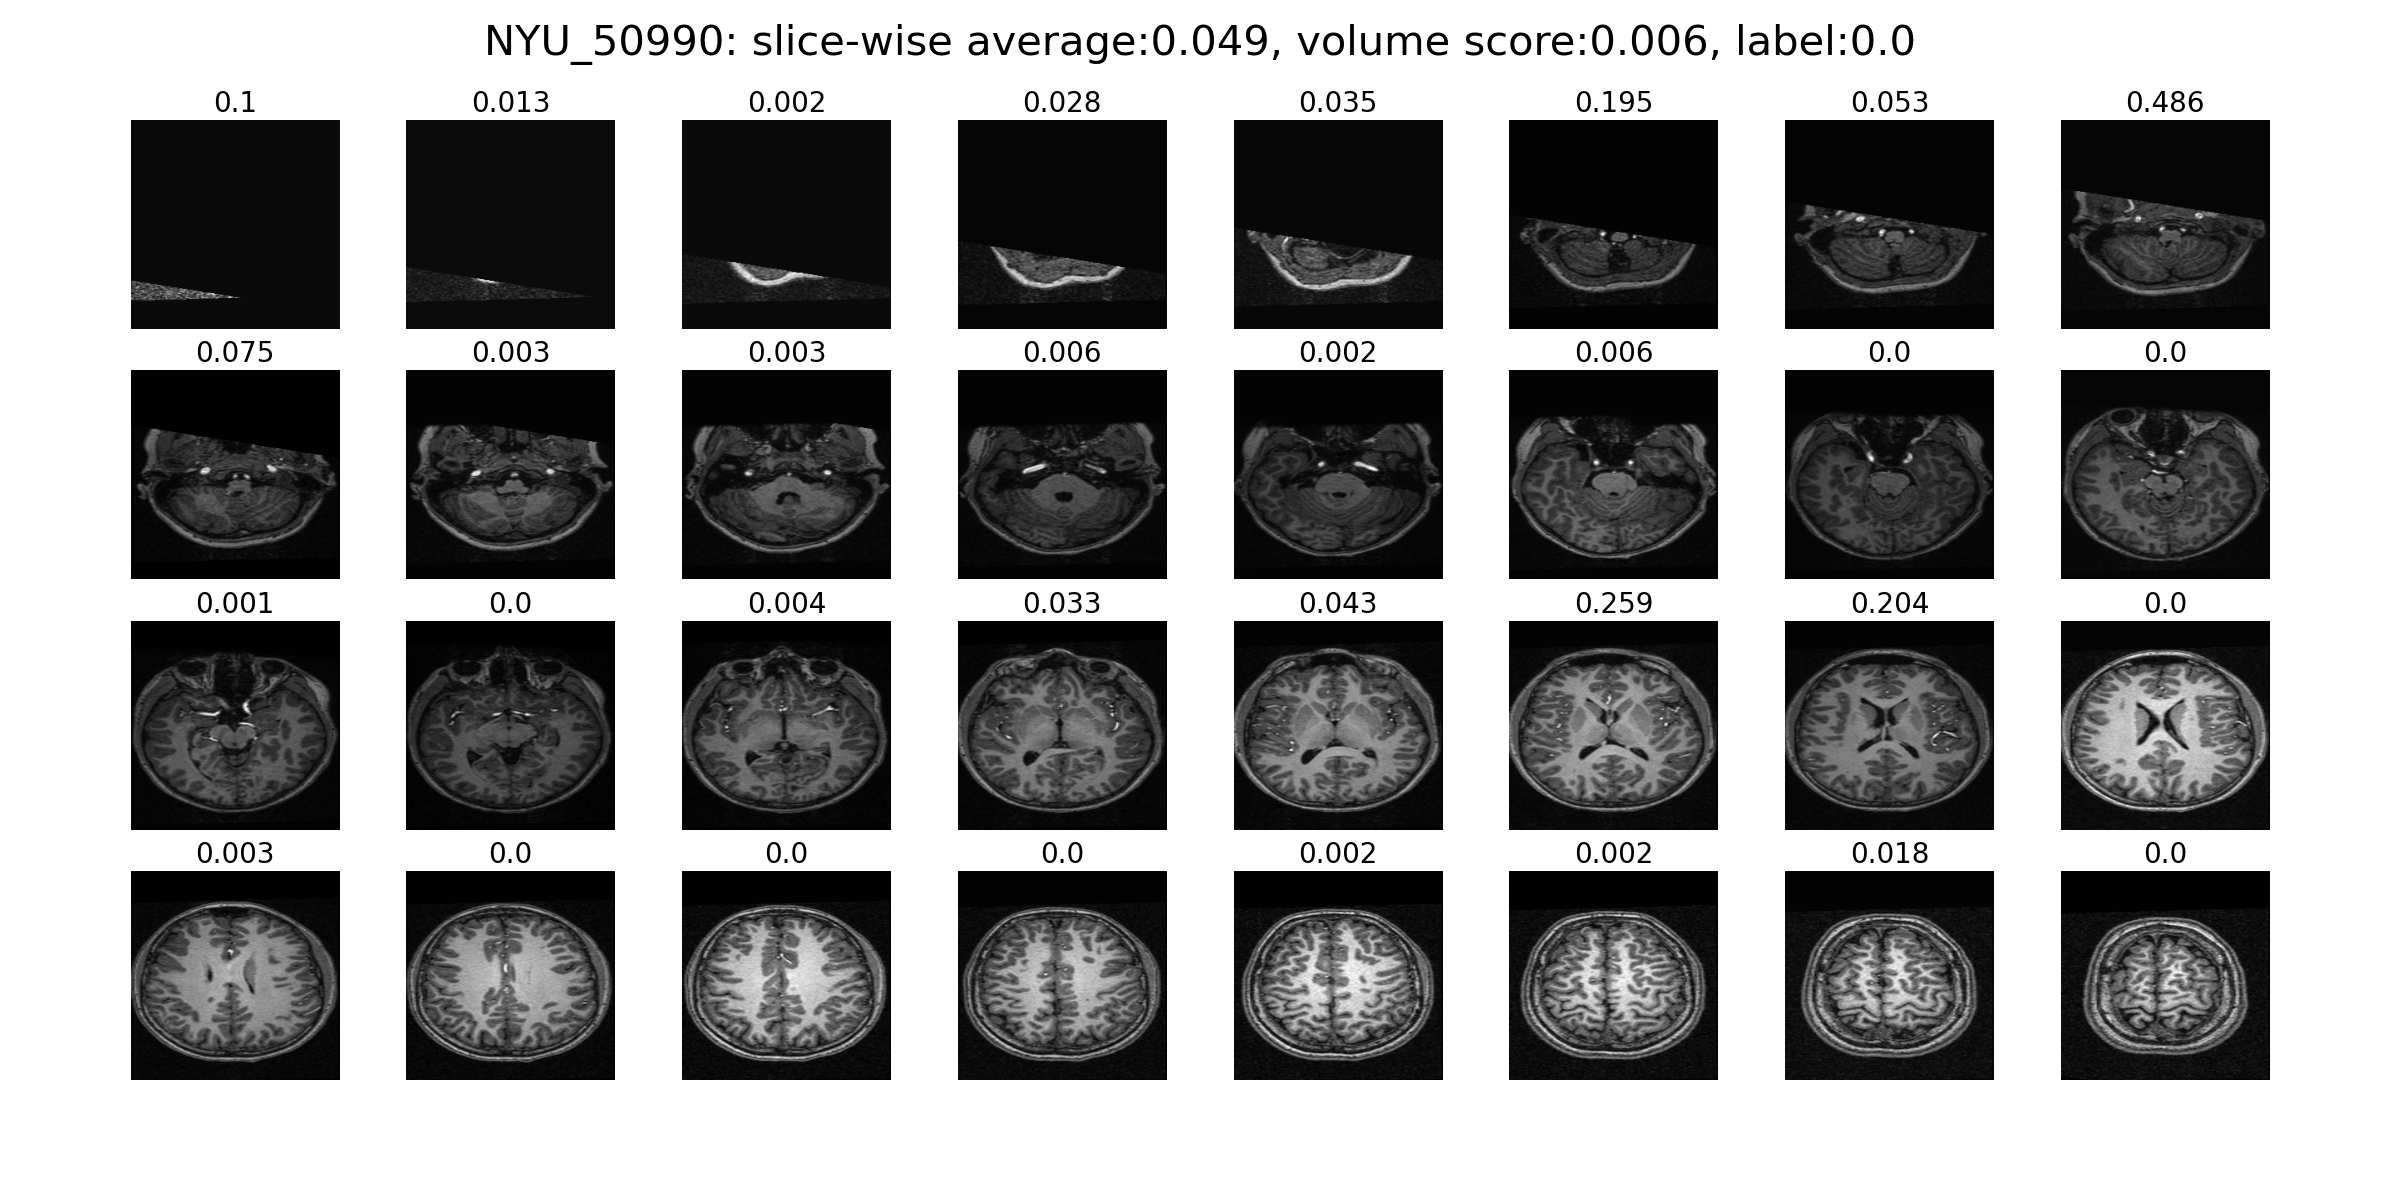 NYU_50990: slice-wise average:0.049, volume score:0.006, label:0.0
0.1 0.013 0.002 0.028 0.035 0.195 0.053 0.486
0.075 0.003 0.003 0.006 0.002 0.006 0.0 0.0
0.001 0.0 0.004 0.033 0.043 0.259 0.204 0.0
0.003 0.0 0.0 0.0 0.002 0.002 0.018 0.0